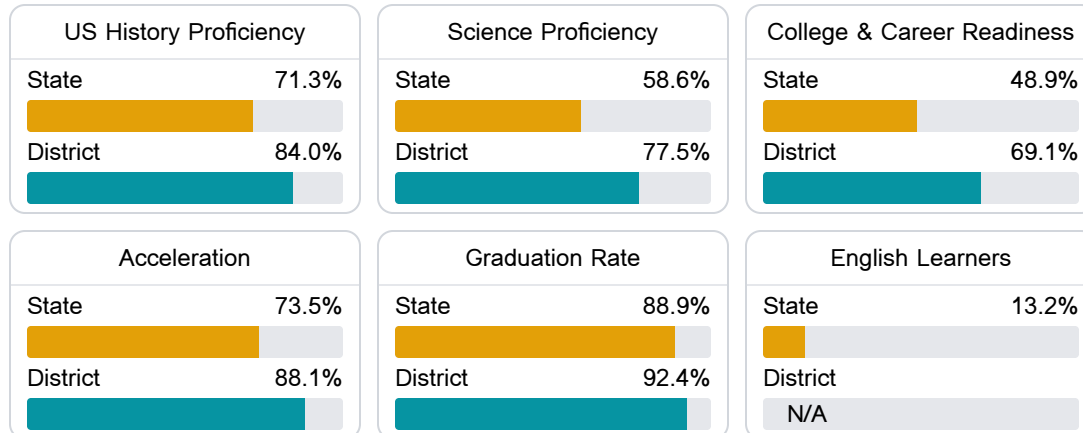 US History Proficiency
State 71.3%
District 84.0%
Science Proficiency
State 58.6%
District 77.5%
College & Career Readiness
State 48.9%
District 69.1%
Acceleration
State 73.5%
District 88.1%
Graduation Rate
State 88.9%
District 92.4%
English Learners
State 13.2%
District
N/A